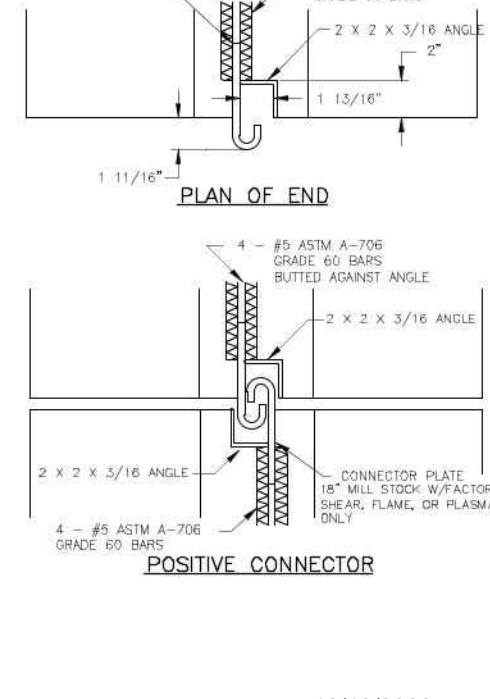 2 X 2 X 3/16 ANGLE
2"
1 13/16"
1 11/16"
PLAN OF END
4 - #5 ASTM A-706
GRADE 60 BARS
BUTTED AGAINST ANGLE
2 X 2 X 3/16 ANGLE
2 X 2 X 3/16 ANGLE
CONNECTOR PLATE
18" MILL STOCK W/FACTOR
SHEAR, FLAME, OR PLASMA
ONLY
4 - #5 ASTM A-706
GRADE 60 BARS
POSITIVE CONNECTOR